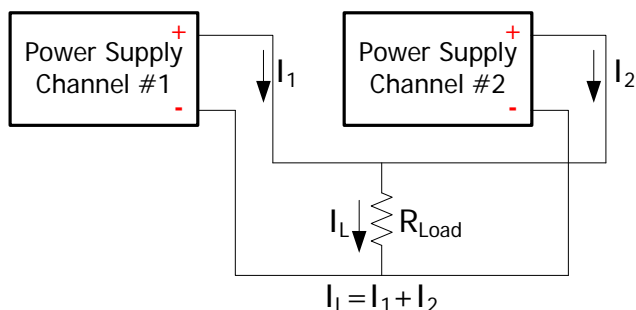 Power Supply
Channel #1
+
-
I1
Power Supply
Channel #2
+
-
I2
IL
RLoad
IL=I1+I2